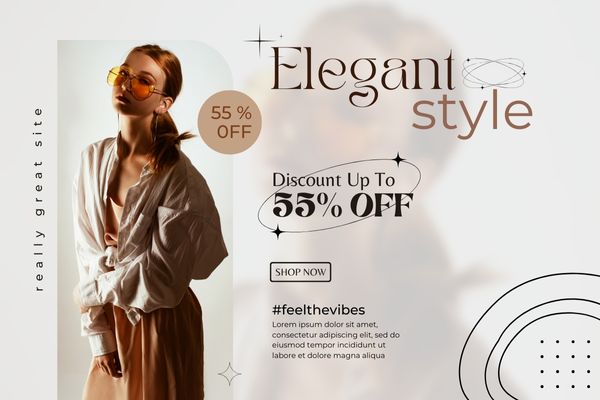 Elegant
style
55 %
OFF
really great site
Discount Up To
55% OFF
SHOP NOW
#feelthevibes
Lorem ipsum dolor sit amet,
consectetur adipiscing elit, sed do
eiusmod tempor incididunt ut
labore et dolore magna aliqua